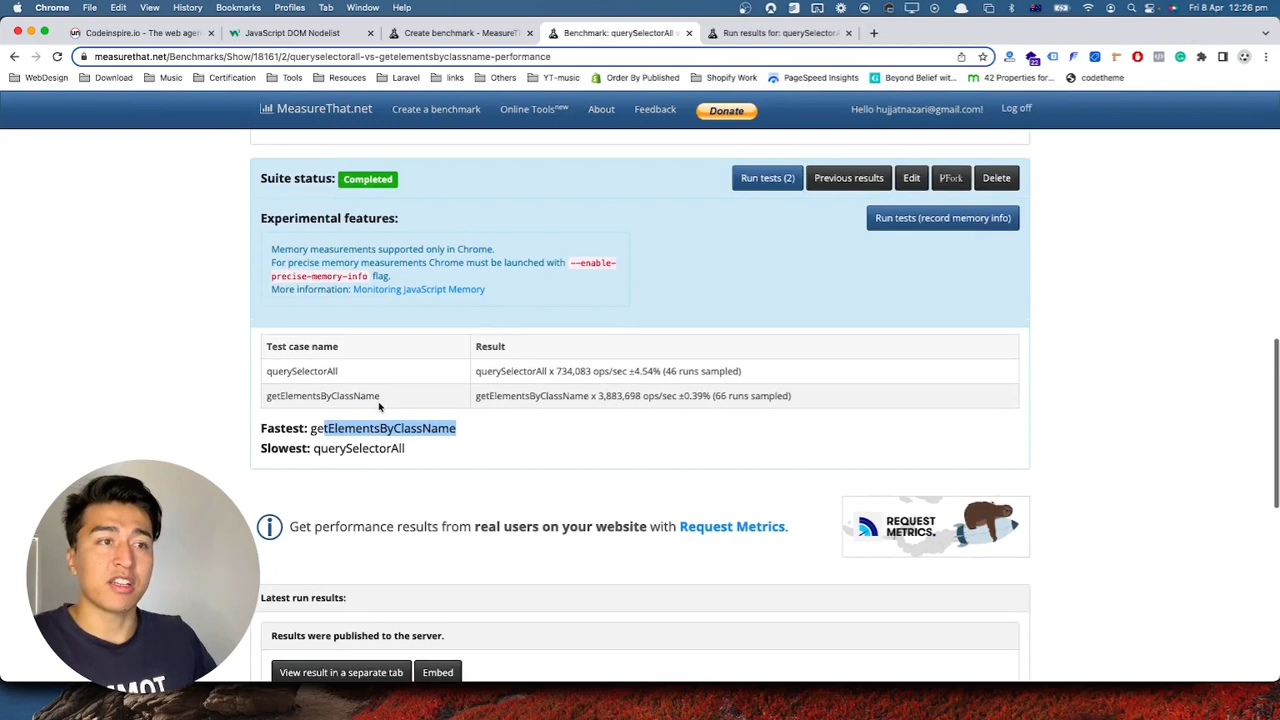 Chrome File Edit View History Bookmarks Profiles Tab Window Help Fri 8 Apr 12:26 pm
Codeinspire.io - The web agen JavaScript DOM Nodelist Create benchmark - MeasureTh Benchmark: querySelectorAll v Run results for: querySelectorA
measurethat.net/Benchmarks/Show/18161/2/queryselectorall-vs-getelementsbyclassname-performance
WebDesign Download Music Certification Tools Resources Laravel links Others YT-music Order By Published Shopify Work PageSpeed Insights Beyond Belief wit... 42 Properties for... codetheme
MeasureThat.net Create a benchmark Online Tools new About Feedback Donate Hello hujjatnazari@gmail.com! Log off
Suite status: Completed Run tests (2) Previous results Edit Fork Delete
Experimental features: Run tests (record memory info)
Memory measurements supported only in Chrome.
For precise memory measurements Chrome must be launched with --enable-
precise-memory-info flag.
More information: Monitoring JavaScript Memory
Test case name Result
querySelectorAll querySelectorAll x 734,083 ops/sec ±4.54% (46 runs sampled)
getElementsByClassName getElementsByClassName x 3,883,698 ops/sec ±0.39% (66 runs sampled)
Fastest: getElementsByClassName
Slowest: querySelectorAll
Get performance results from real users on your website with Request Metrics.
REQUEST
METRICS.
Latest run results:
Results were published to the server.
View result in a separate tab Embed